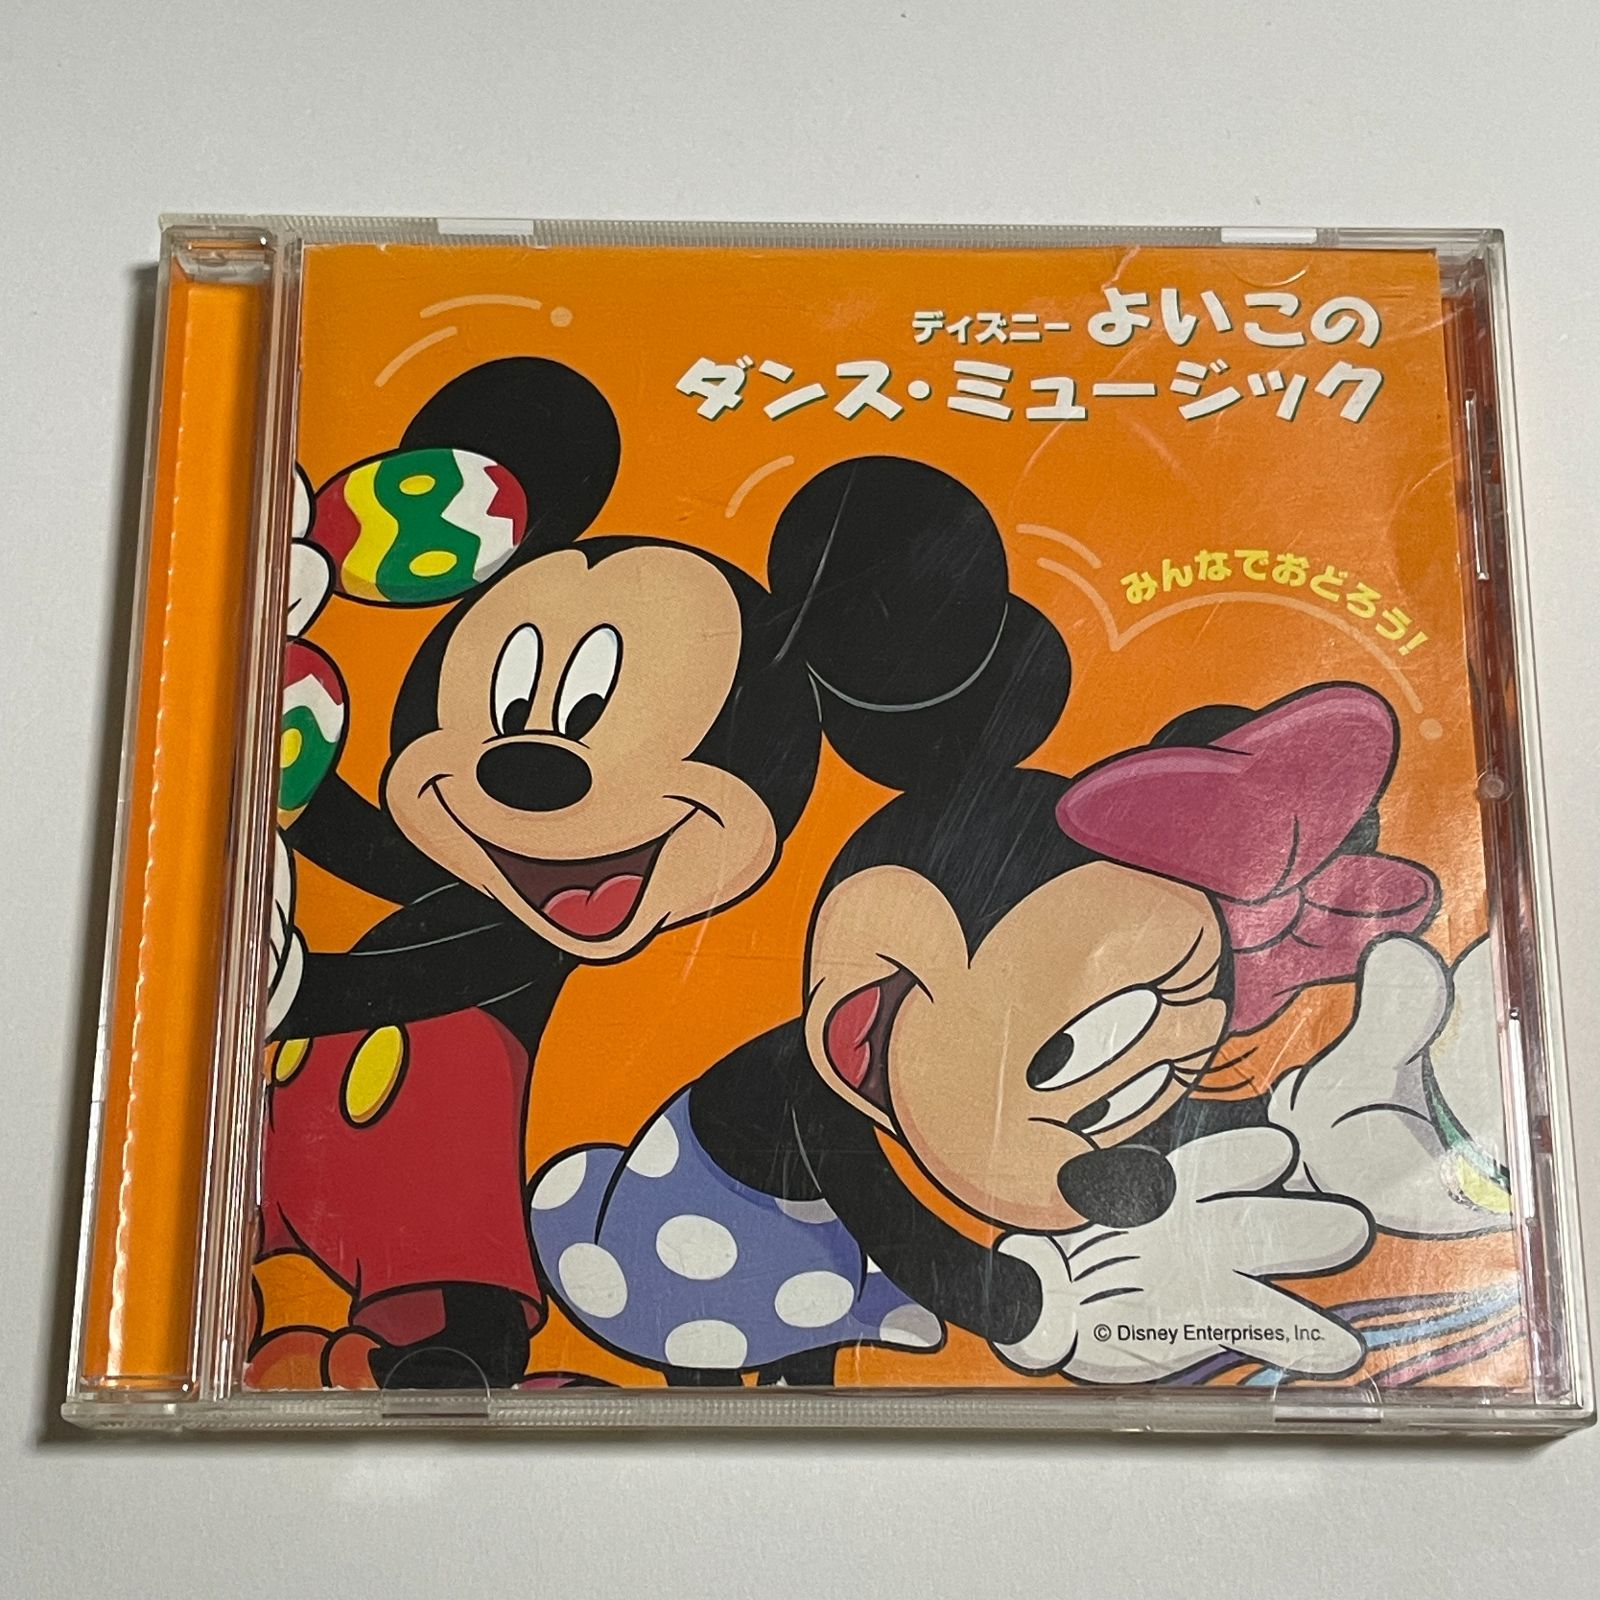 ディズニー よいこの
ダンス・ミュージック
みんなでおどろう!
© Disney Enterprises, Inc.